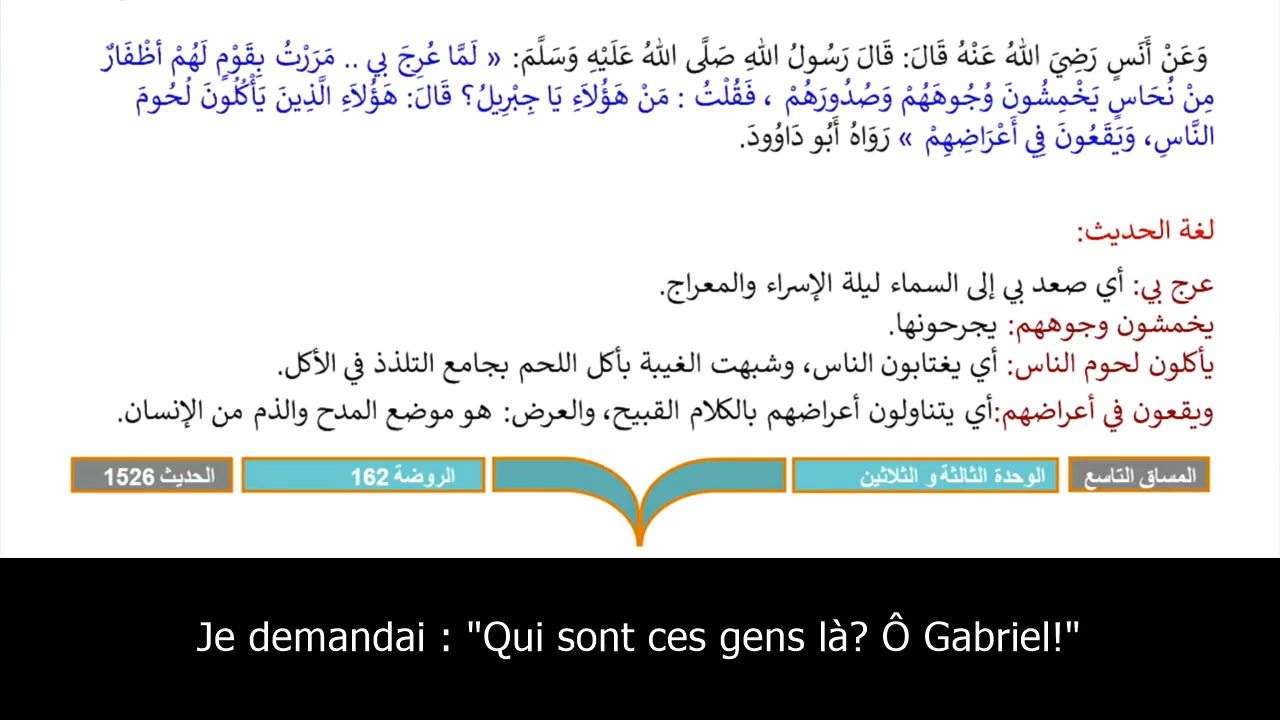 وَعَنْ أَنَسٍ رَضِيَ اللهُ عَنْهُ قَالَ: قَالَ رَسُولُ اللهِ صَلَّى اللهُ عَلَيْهِ وَسَلَّمَ: « لَمَّا عُرِجَ بي .. مَرَرْتُ بِقَوْمٍ لَهُمْ أظْفَارٌ
مِنْ نُحَاسٍ يَخْمِشُونَ وُجُوهَهُمْ وَصُدُورَهُمْ ، فَقُلْتُ : مَنْ هَؤُلاَءِ يَا جِبْرِيلُ؟ قَالَ: هَؤُلاَءِ الَّذِينَ يَأْكُلُونَ لُحُومَ
النَّاسِ، وَيَقَعُونَ فِي أَعْرَاضِهِمْ » رَوَاهُ أَبُو دَاوُودَ.
لغة الحديث:
عرج بي: أي صعد بي إلى السماء ليلة الإسراء والمعراج.
يخمشون وجوههم: يجرحونها.
يأكلون لحوم الناس: أي يغتابون الناس، وشبهت الغيبة بأكل اللحم بجامع التلذذ في الأكل.
ويقعون في أعراضهم:أي يتناولون أعراضهم بالكلام القبيح، والعرض: هو موضع المدح والذم من الإنسان.
المساق التاسع الوحدة الثالثة و الثلاثين الروضة 162 الحديث 1526
Je demandai : "Qui sont ces gens là? Ô Gabriel!"